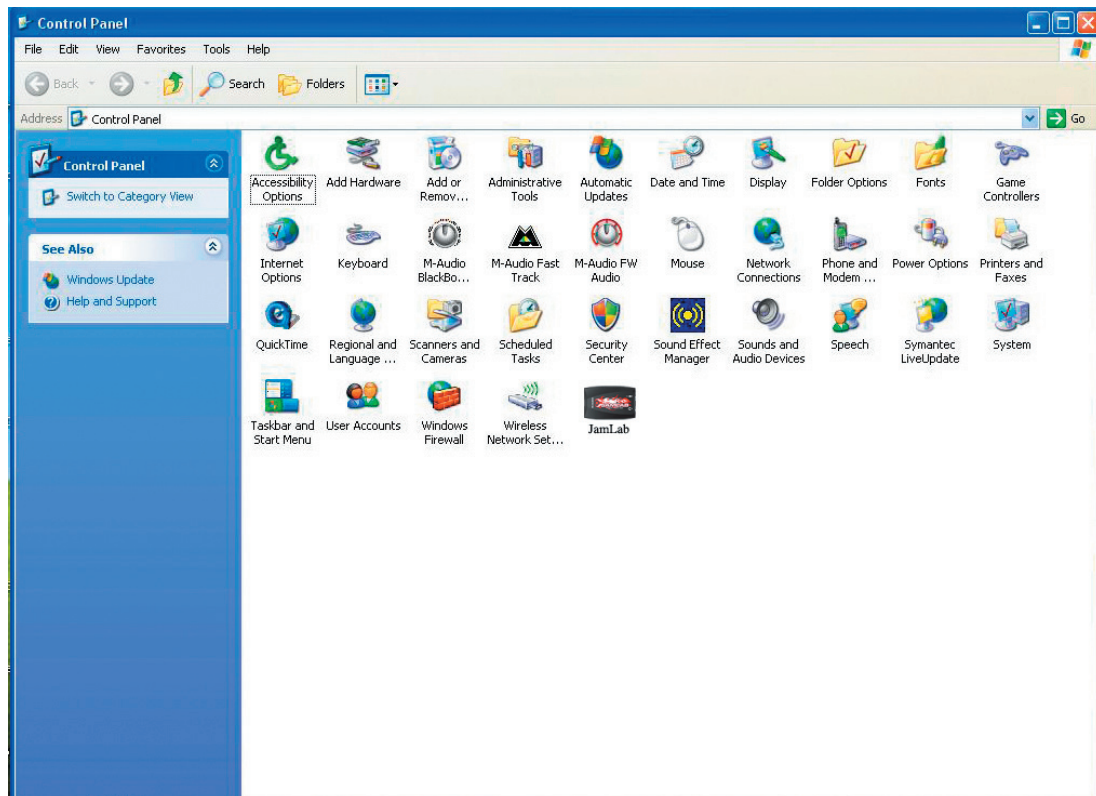 Control Panel
File Edit View Favorites Tools Help
Back Search Folders
Address Control Panel Go
Control Panel
Switch to Category View
See Also
Windows Update
Help and Support
Accessibility Options
Add Hardware
Add or Remov...
Administrative Tools
Automatic Updates
Date and Time
Display
Folder Options
Fonts
Game Controllers
Internet Options
Keyboard
M-Audio BlackBo...
M-Audio Fast Track
M-Audio FW Audio
Mouse
Network Connections
Phone and Modem ...
Power Options
Printers and Faxes
QuickTime
Regional and Language ...
Scanners and Cameras
Scheduled Tasks
Security Center
Sound Effect Manager
Sounds and Audio Devices
Speech
Symantec LiveUpdate
System
Taskbar and Start Menu
User Accounts
Windows Firewall
Wireless Network Set...
JamLab